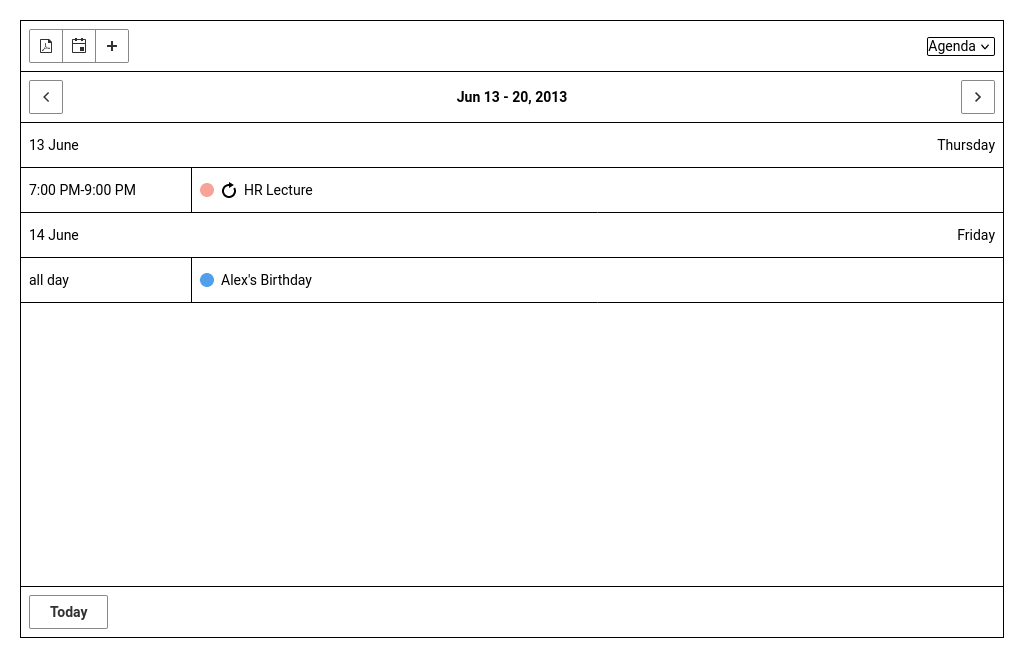 Agenda
Jun 13 - 20, 2013
13 June Thursday
7:00 PM-9:00 PM HR Lecture
14 June Friday
all day Alex's Birthday
Today